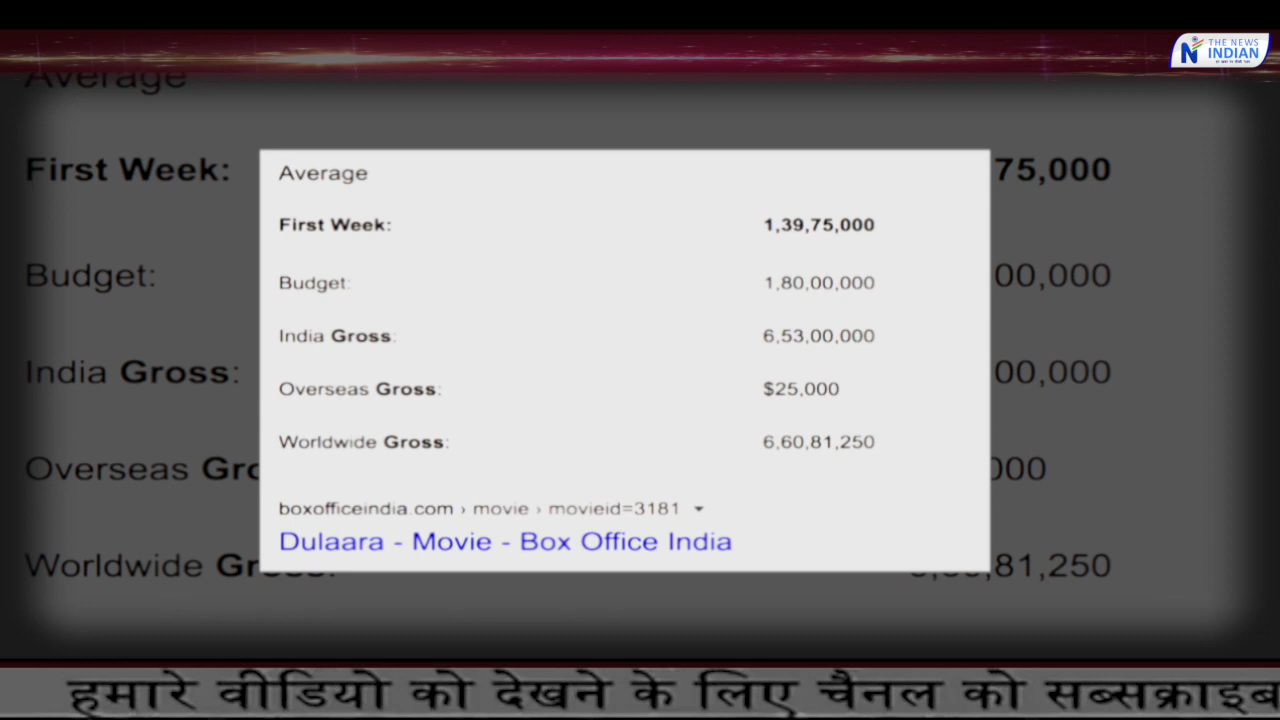 THE NEWS
INDIAN
Average
First Week: 75,000
Budget: 00,000
India Gross: 00,000
Overseas 000
Worldwide 81,250
Average
First Week: 1,39,75,000
Budget: 1,80,00,000
India Gross: 6,53,00,000
Overseas Gross: $25,000
Worldwide Gross: 6,60,81,250
boxofficeindia.com › movie › movieid=3181
Dulaara - Movie - Box Office India
हमारे वीडियो को देखने के लिए चैनल को सब्सक्राइब